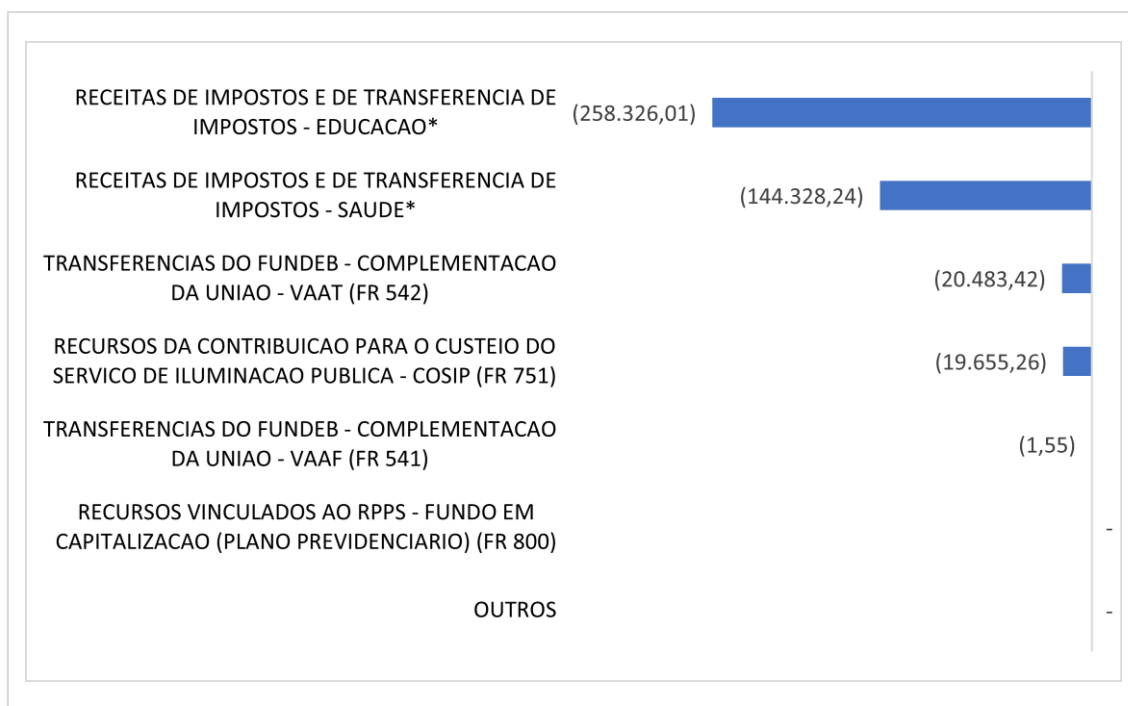 RECEITAS DE IMPOSTOS E DE TRANSFERENCIA DE
IMPOSTOS - EDUCACAO*
(258.326,01)
RECEITAS DE IMPOSTOS E DE TRANSFERENCIA DE
IMPOSTOS - SAUDE*
(144.328,24)
TRANSFERENCIAS DO FUNDEB - COMPLEMENTACAO
DA UNIAO - VAAT (FR 542)
(20.483,42)
RECURSOS DA CONTRIBUICAO PARA O CUSTEIO DO
SERVICO DE ILUMINACAO PUBLICA - COSIP (FR 751)
(19.655,26)
TRANSFERENCIAS DO FUNDEB - COMPLEMENTACAO
DA UNIAO - VAAF (FR 541)
(1,55)
RECURSOS VINCULADOS AO RPPS - FUNDO EM
CAPITALIZACAO (PLANO PREVIDENCIARIO) (FR 800)
-
OUTROS
-